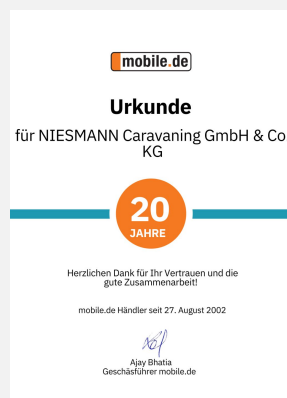 mobile.de
Urkunde
für NIESMANN Caravaning GmbH & Co
KG
20
JAHRE
Herzlichen Dank für Ihr Vertrauen und die
gute Zusammenarbeit!
mobile.de Händler seit 27. August 2002
Ajay Bhatia
Geschäsführer mobile.de